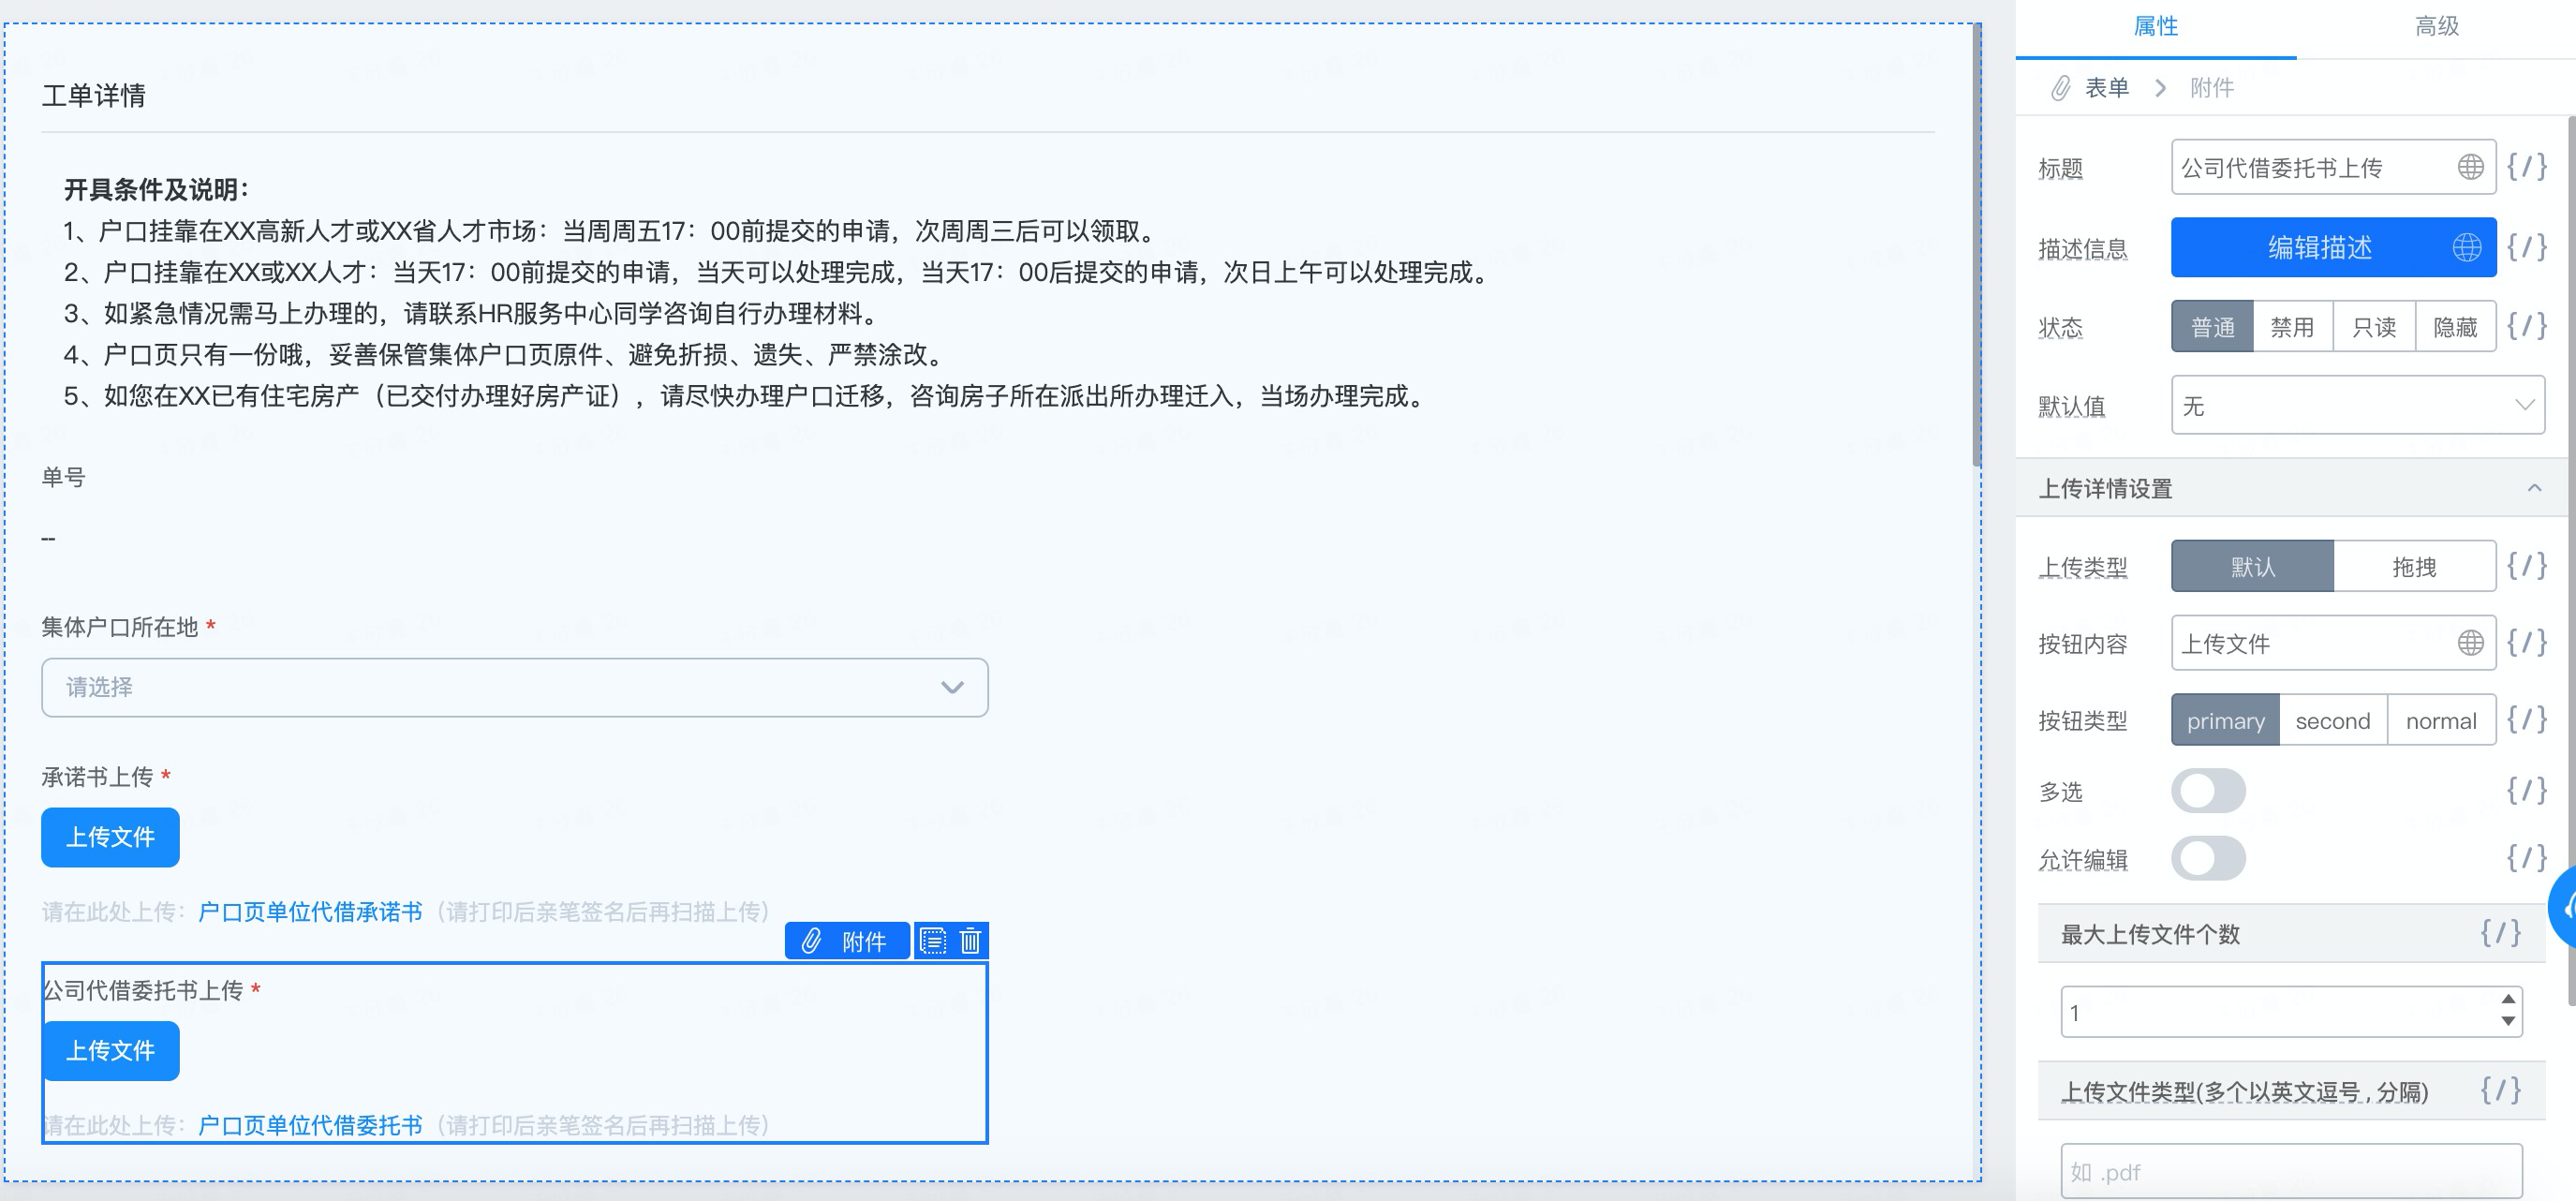 工单详情
开具条件及说明：
1、户口挂靠在XX高新人才或XX省人才市场：当周周五17：00前提交的申请，次周周三后可以领取。
2、户口挂靠在XX或XX人才：当天17：00前提交的申请，当天可以处理完成，当天17：00后提交的申请，次日上午可以处理完成。
3、如紧急情况需马上办理的，请联系HR服务中心同学咨询自行办理材料。
4、户口页只有一份哦，妥善保管集体户口页原件、避免折损、遗失、严禁涂改。
5、如您在XX已有住宅房产（已交付办理好房产证），请尽快办理户口迁移，咨询房子所在派出所办理迁入，当场办理完成。
单号
--
集体户口所在地 *
请选择
承诺书上传 *
上传文件
请在此处上传：户口页单位代借承诺书（请打印后亲笔签名后再扫描上传）
附件
公司代借委托书上传 *
上传文件
请在此处上传：户口页单位代借委托书（请打印后亲笔签名后再扫描上传）
属性 高级
表单 > 附件
标题 公司代借委托书上传 {/}
描述信息 编辑描述 {/}
状态 普通 禁用 只读 隐藏 {/}
默认值 无
上传详情设置
上传类型 默认 拖拽 {/}
按钮内容 上传文件 {/}
按钮类型 primary second normal {/}
多选 {/}
允许编辑 {/}
最大上传文件个数 {/}
1
上传文件类型(多个以英文逗号 , 分隔) {/}
如 .pdf